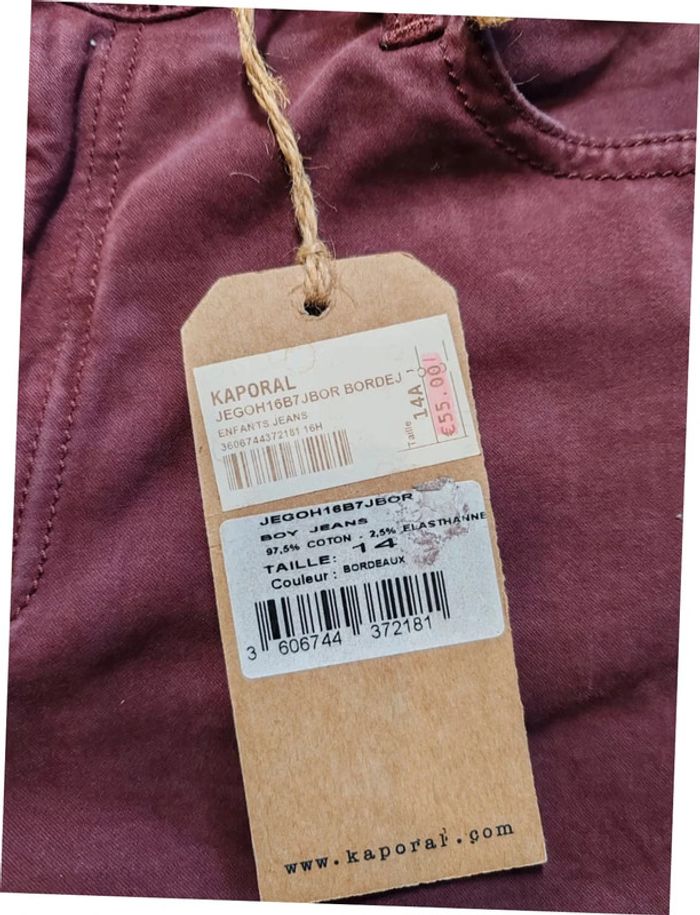 KAPORAL
JEGOH16B7JBOR BORDEJ
ENFANTS JEANS
3606744372181 16H
Taille
14A
€55.00
JEGOH16B7JBOR
BOY JEANS
97,5% COTON - 2,5% ELASTHANNE
TAILLE: 14
Couleur : BORDEAUX
3 606744 372181
www.kaporal.com